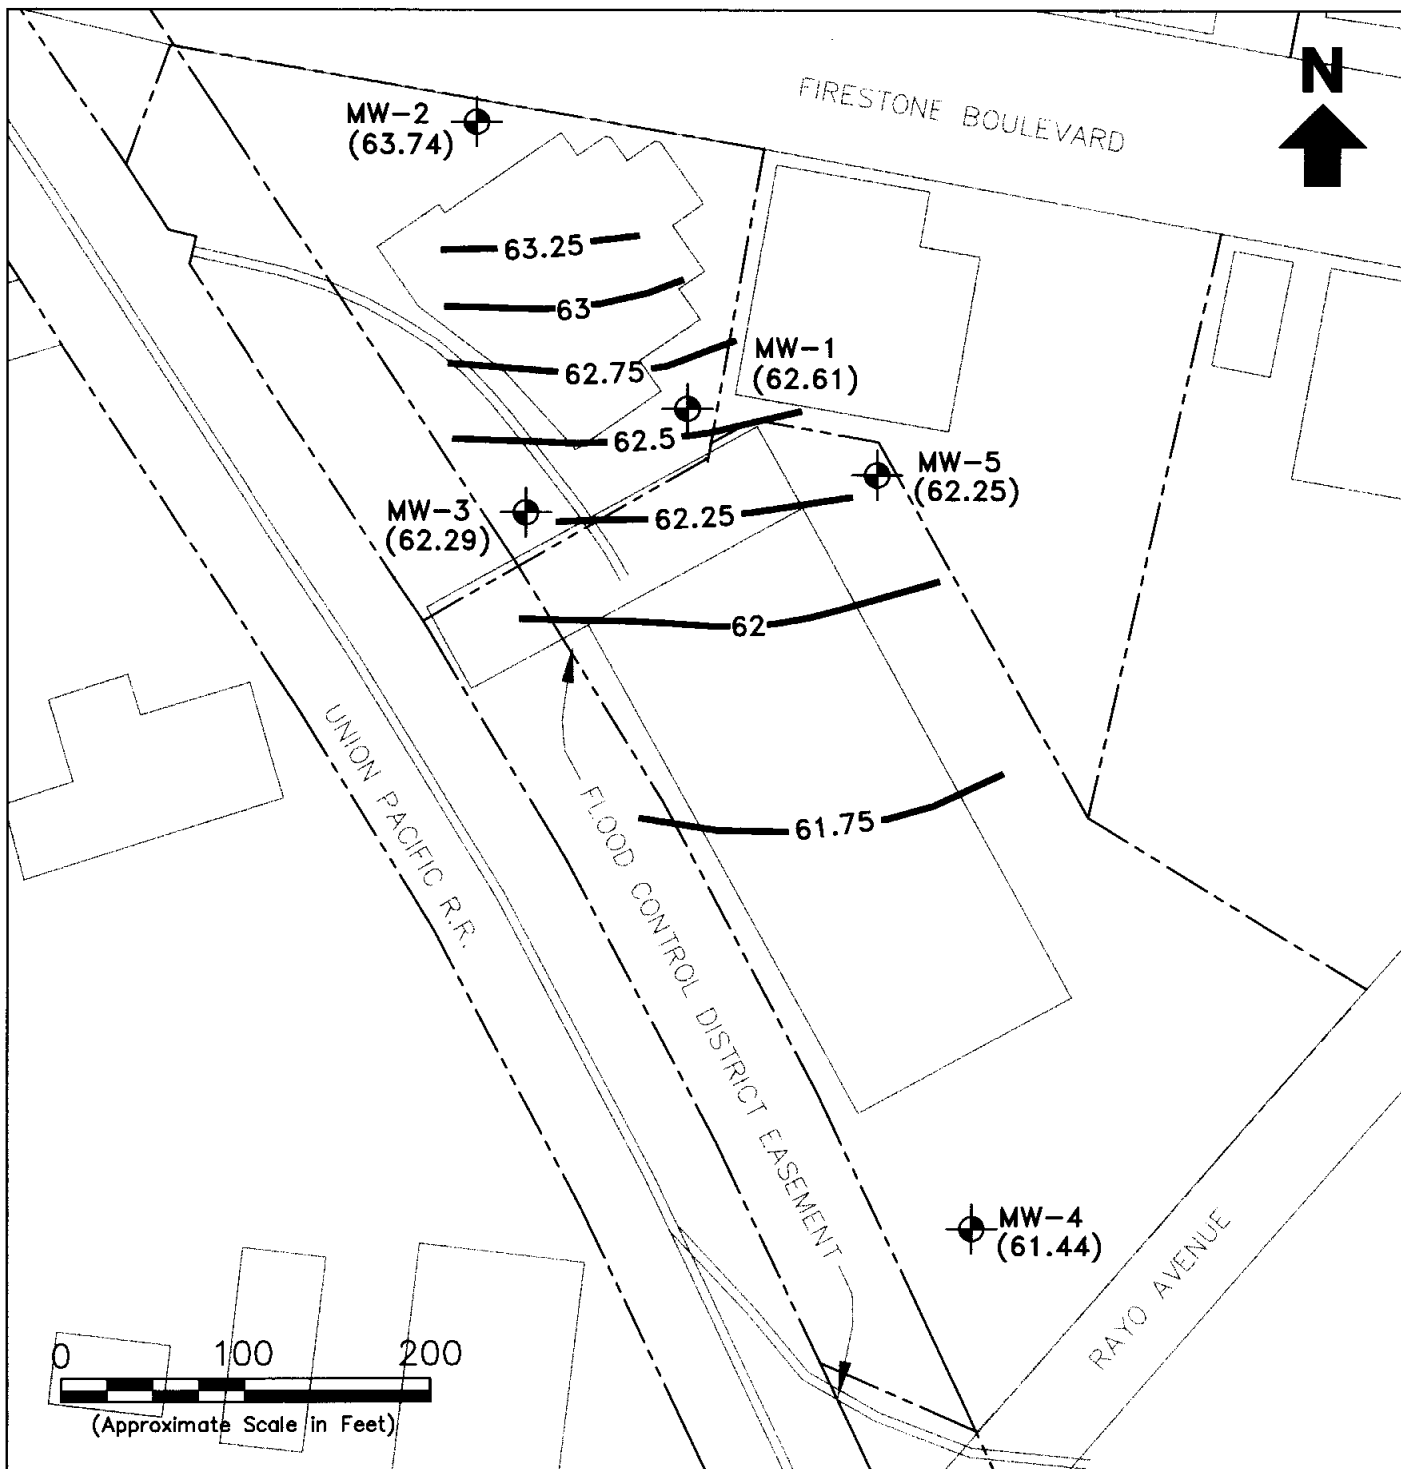 N
FIRESTONE BOULEVARD
MW-2
(63.74)
63.25
63
62.75
MW-1
(62.61)
62.5
MW-5
(62.25)
MW-3
(62.29)
62.25
62
UNION PACIFIC R.R.
61.75
FLOOD CONTROL DISTRICT EASEMENT
MW-4
(61.44)
RAYO AVENUE
0 100 200
(Approximate Scale in Feet)